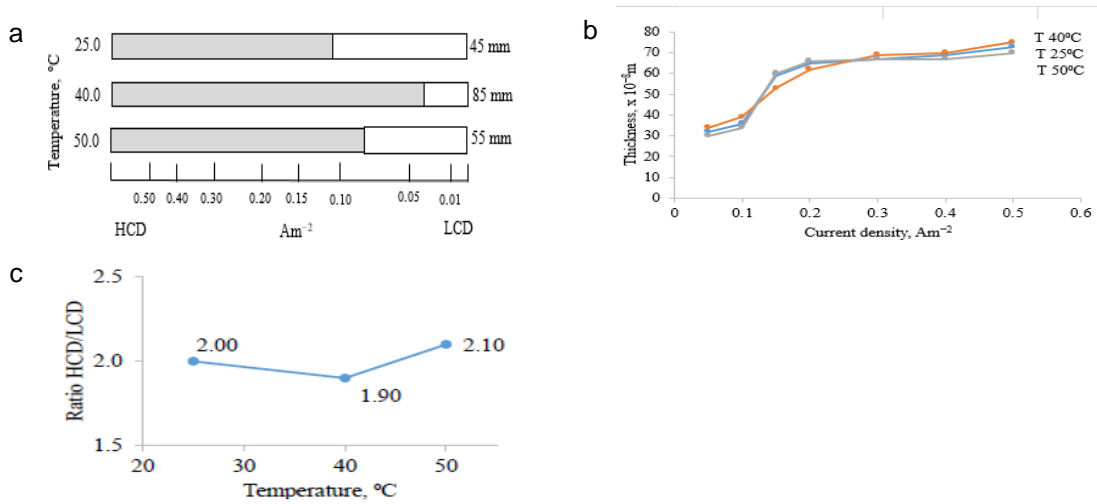 a
Temperature, °C
25.0
45 mm
40.0
85 mm
50.0
55 mm
0.50 0.40 0.30 0.20 0.15 0.10 0.05 0.01
HCD Am⁻² LCD
b
Thickness, x 10⁻⁸m
80
70
60
50
40
30
20
10
0
0 0.1 0.2 0.3 0.4 0.5 0.6
Current density, Am⁻²
T 40ºC
T 25ºC
T 50ºC
c
Ratio HCD/LCD
2.5
2.0
1.5
2.00
1.90
2.10
20 30 40 50
Temperature, ºC